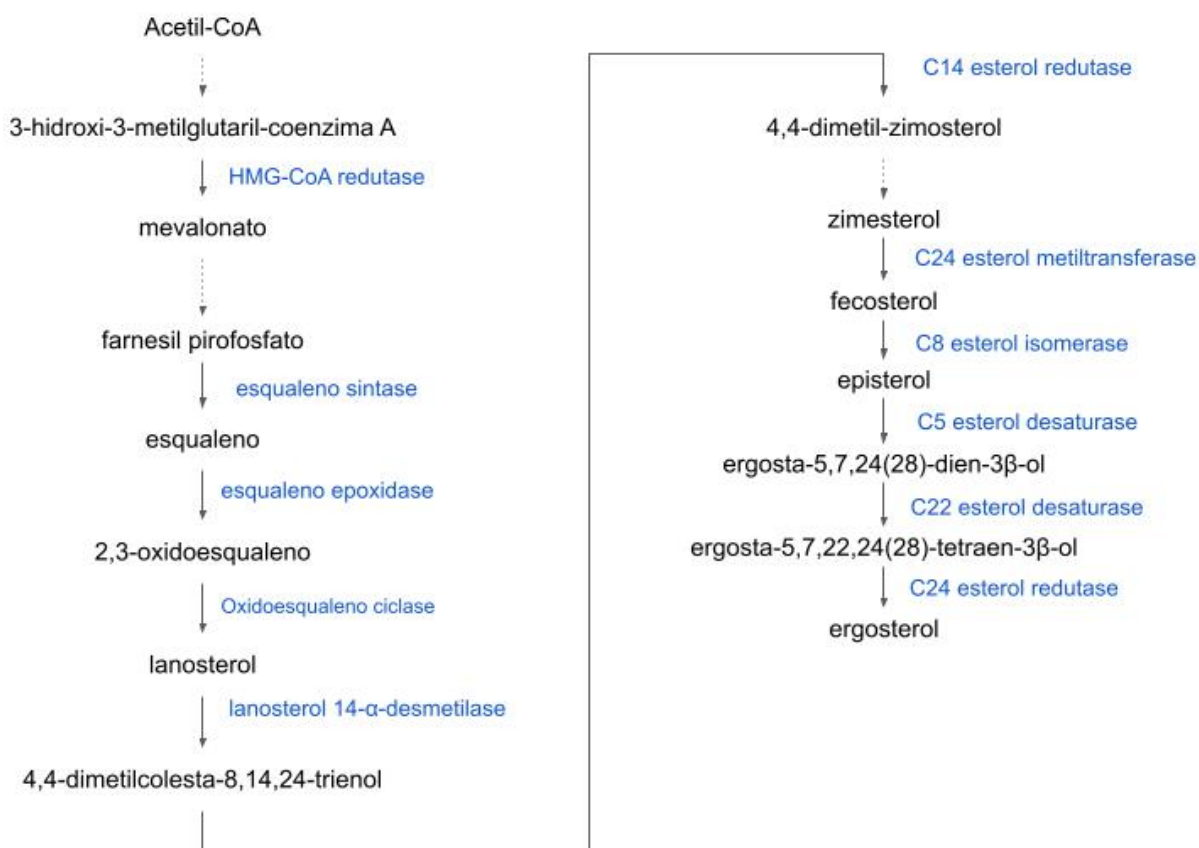 Acetil-CoA
3-hidroxi-3-metilglutaril-coenzima A
HMG-CoA redutase
mevalonato
farnesil pirofosfato
esqualeno sintase
esqualeno
esqualeno epoxidase
2,3-oxidoesqualeno
Oxidoesqualeno ciclase
lanosterol
lanosterol 14-α-desmetilase
4,4-dimetilcolesta-8,14,24-trienol
C14 esterol redutase
4,4-dimetil-zimosterol
zimesterol
C24 esterol metiltransferase
fecosterol
C8 esterol isomerase
episterol
C5 esterol desaturase
ergosta-5,7,24(28)-dien-3β-ol
C22 esterol desaturase
ergosta-5,7,22,24(28)-tetraen-3β-ol
C24 esterol redutase
ergosterol